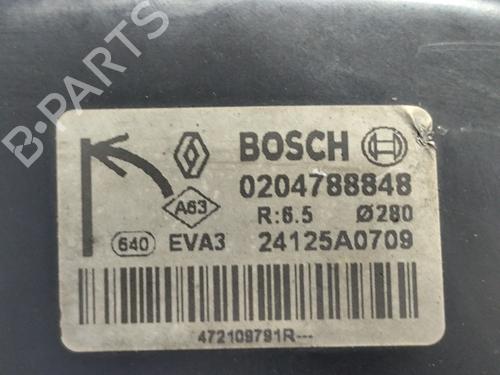 B-PARTS
BOSCH
0204788848
A63
R:6.5 Ø280
640 EVA3 24125A0709
472109791R---